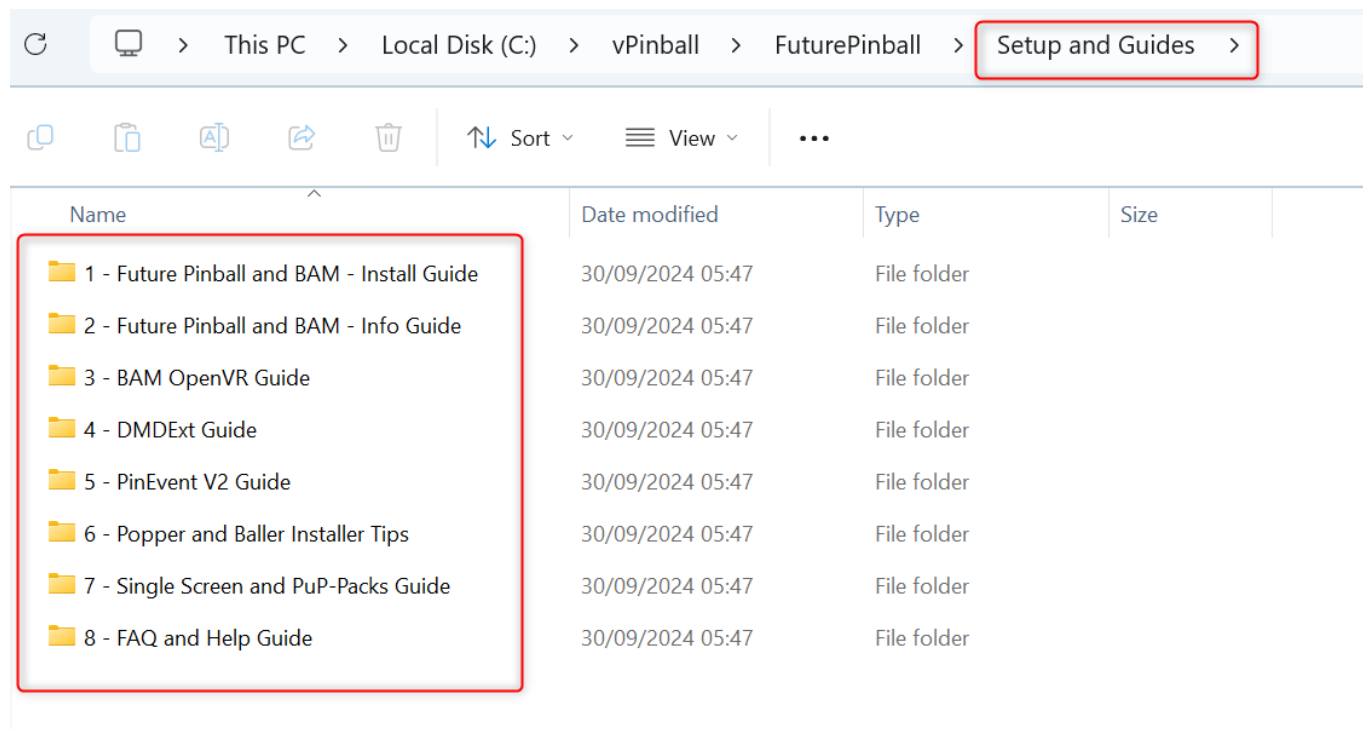 This PC > Local Disk (C:) > vPinball > FuturePinball > Setup and Guides >
Sort View
Name Date modified Type Size
1 - Future Pinball and BAM - Install Guide 30/09/2024 05:47 File folder
2 - Future Pinball and BAM - Info Guide 30/09/2024 05:47 File folder
3 - BAM OpenVR Guide 30/09/2024 05:47 File folder
4 - DMDExt Guide 30/09/2024 05:47 File folder
5 - PinEvent V2 Guide 30/09/2024 05:47 File folder
6 - Popper and Baller Installer Tips 30/09/2024 05:47 File folder
7 - Single Screen and PuP-Packs Guide 30/09/2024 05:47 File folder
8 - FAQ and Help Guide 30/09/2024 05:47 File folder